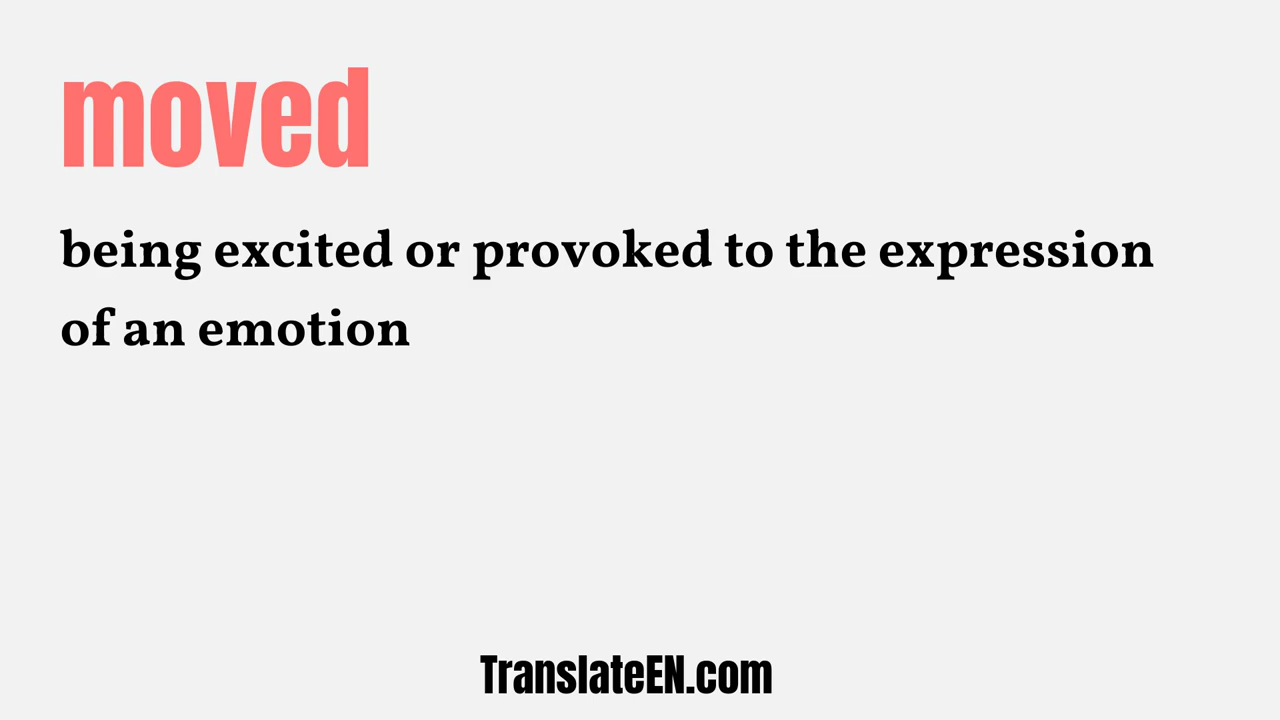 moved
being excited or provoked to the expression
of an emotion
TranslateEN.com